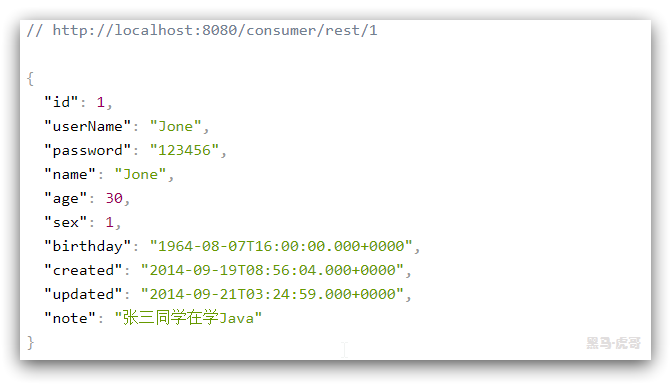 // http://localhost:8080/consumer/rest/1
{
"id": 1,
"userName": "Jone",
"password": "123456",
"name": "Jone",
"age": 30,
"sex": 1,
"birthday": "1964-08-07T16:00:00.000+0000",
"created": "2014-09-19T08:56:04.000+0000",
"updated": "2014-09-21T03:24:59.000+0000",
"note": "张三同学在学Java"
}
黑马·虎哥